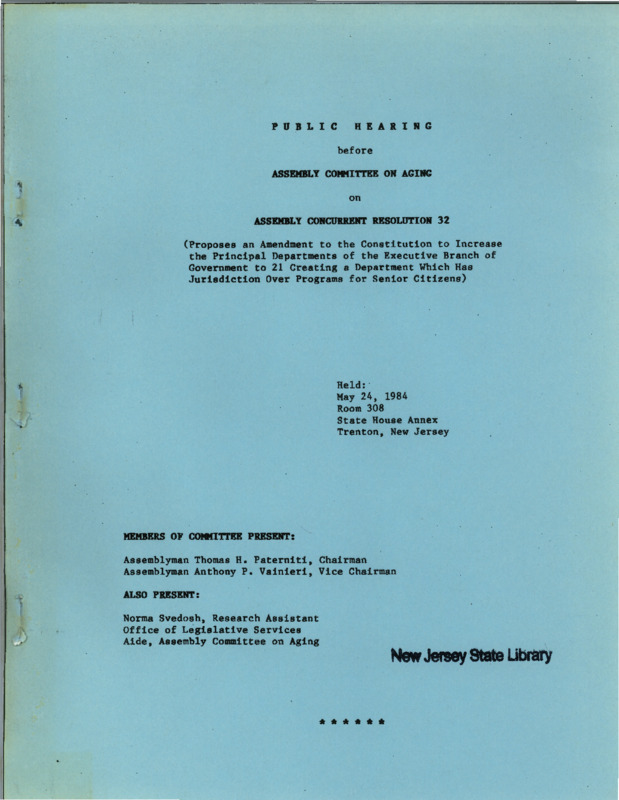 PUBLIC HEARING
before
ASSEMBLY COMMITTEE ON AGING
on
ASSEMBLY CONCURRENT RESOLUTION 32
(Proposes an Amendment to the Constitution to Increase
the Principal Departments of the Executive Branch of
Government to 21 Creating a Department Which Has
Jurisdiction Over Programs for Senior Citizens)
Held:
May 24, 1984
Room 308
State House Annex
Trenton, New Jersey
MEMBERS OF COMMITTEE PRESENT:
Assemblyman Thomas H. Paterniti, Chairman
Assemblyman Anthony P. Vainieri, Vice Chairman
ALSO PRESENT:
Norma Svedosh, Research Assistant
Office of Legislative Services
Aide, Assembly Committee on Aging
New Jersey State Library
* * * * * *